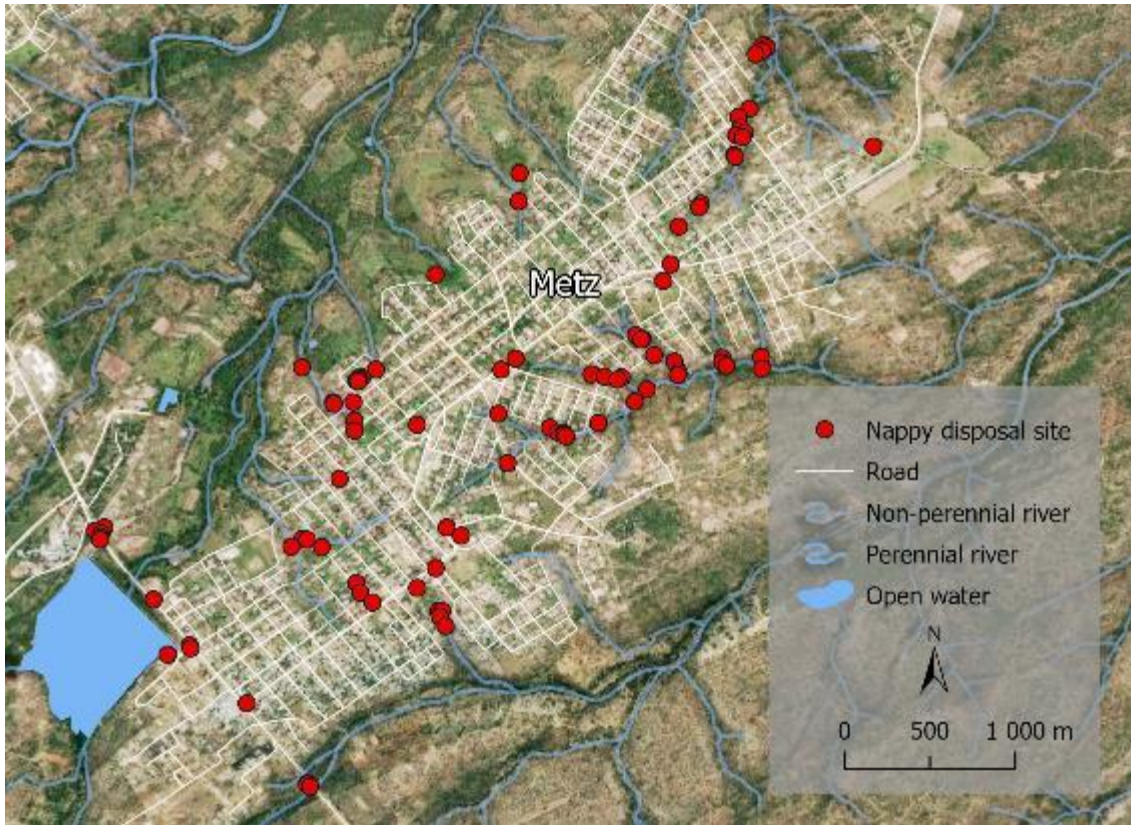 Metz
Nappy disposal site
Road
Non-perennial river
Perennial river
Open water
N
0 500 1 000 m